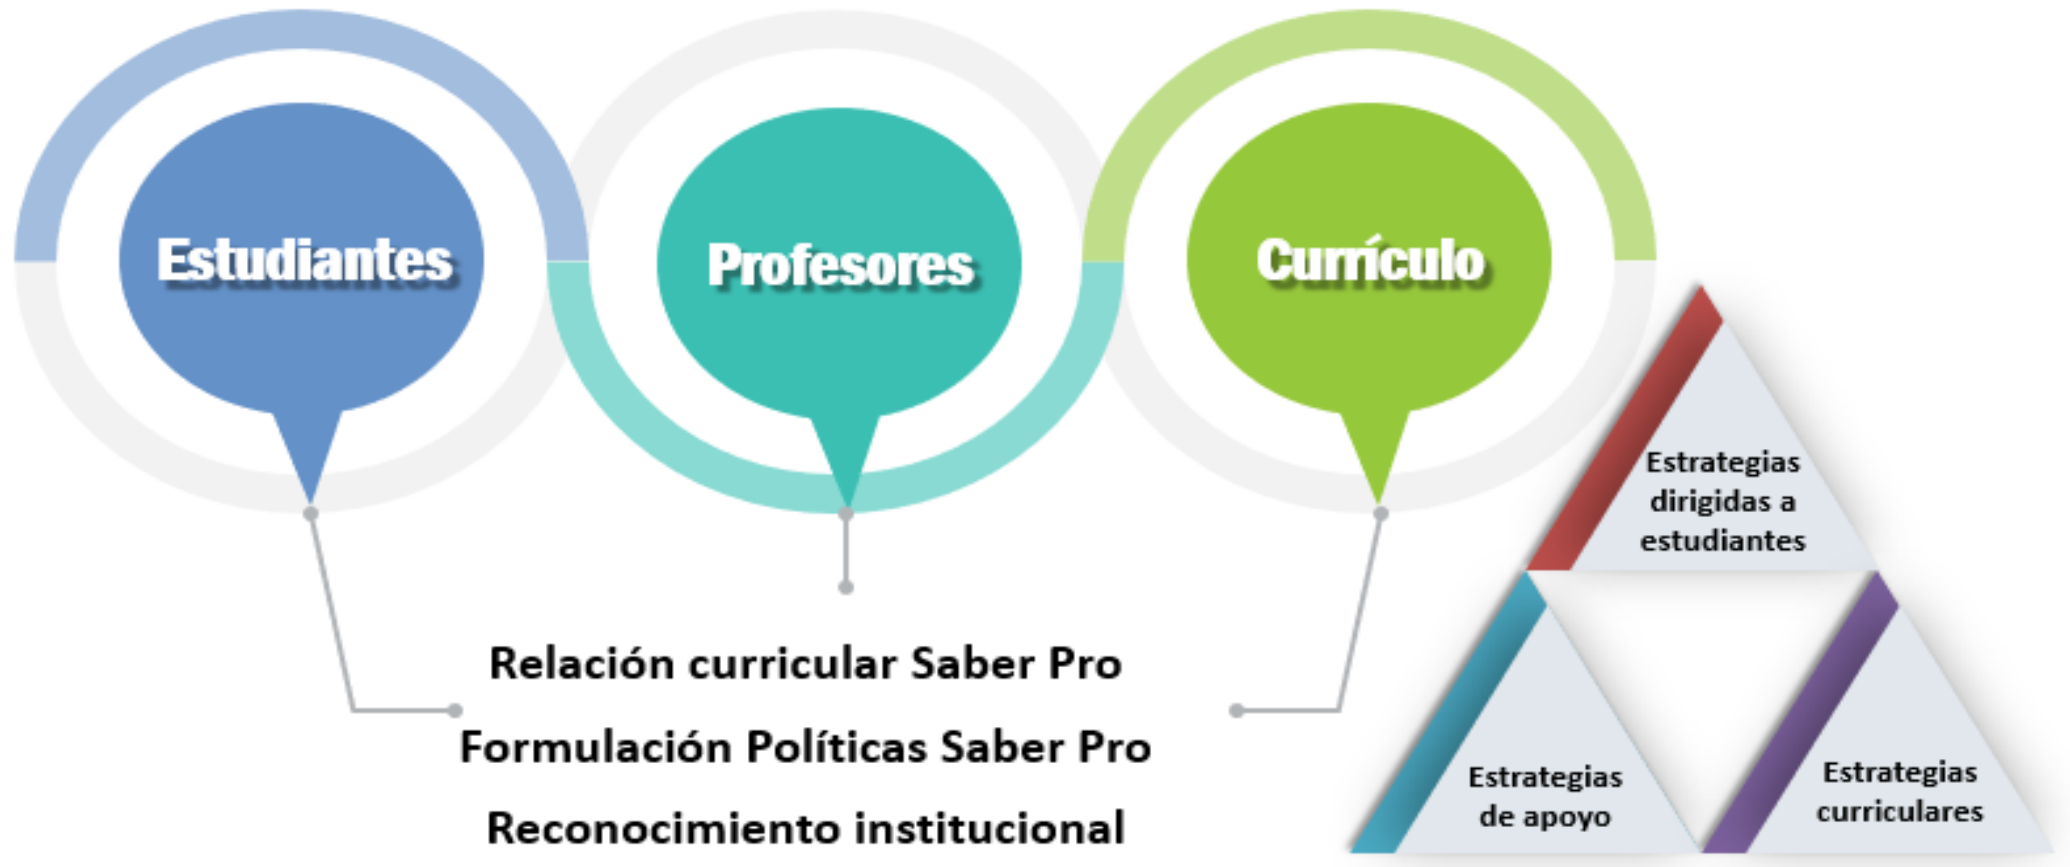 Estudiantes
Profesores
Currículo
Relación curricular Saber Pro
Formulación Políticas Saber Pro
Reconocimiento institucional
Estrategias
dirigidas a
estudiantes
Estrategias
de apoyo
Estrategias
curriculares